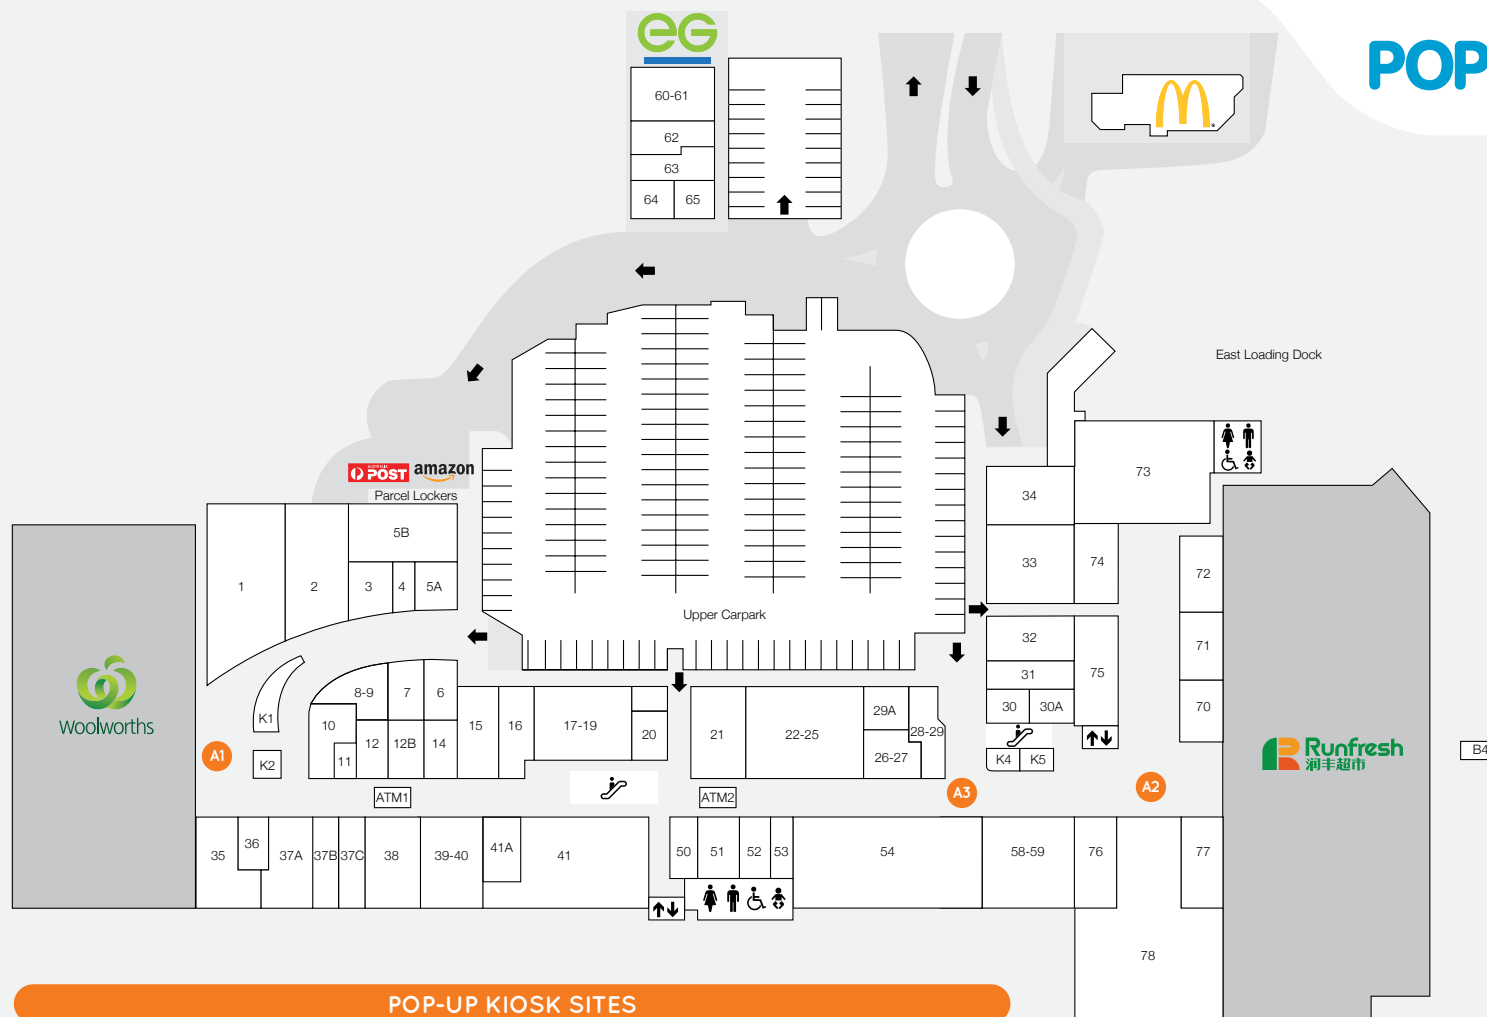 eG
POP
60-61
62
63
64
65
East Loading Dock
AUSTRALIA
POST
amazon
Parcel Lockers
73
34
5B
33
74
72
1
2
3
4
5A
Upper Carpark
32
71
31
75
Woolworths
8-9
7
6
K1
10
15
16
17-19
20
21
22-25
29A
28-29
30
30A
70
12
12B
14
11
26-27
A1
K2
K4
K5
Runfresh
润丰超市
B4
ATM1
ATM2
A3
A2
35
36
37A
37B
37C
38
39-40
41A
41
50
51
52
53
54
58-59
76
77
78
POP-UP KIOSK SITES